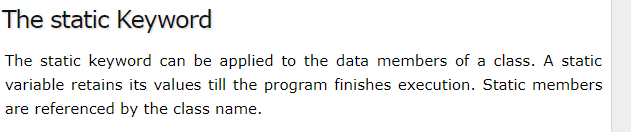 The static Keyword
The static keyword can be applied to the data members of a class. A static
variable retains its values till the program finishes execution. Static members
are referenced by the class name.